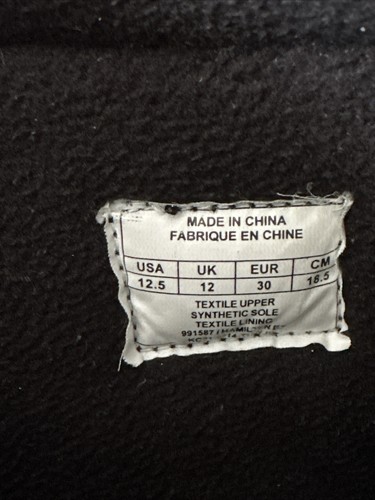 MADE IN CHINA
FABRIQUE EN CHINE
USA UK EUR CM
12.5 12 30 18.5
TEXTILE UPPER
SYNTHETIC SOLE
TEXTILE LINING
991587 /